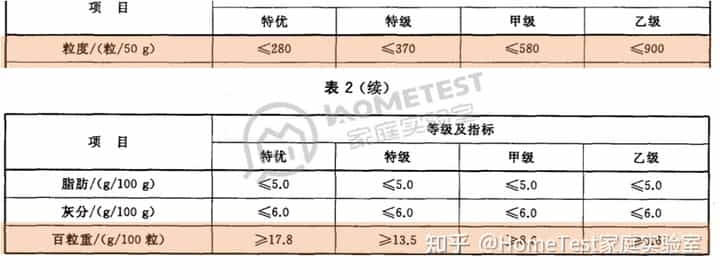 项 目 特优 特级 甲级 乙级
粒度/(粒/50 g) ≤280 ≤370 ≤580 ≤900
表 2（续）
HOMETEST
家庭实验室
项 目 等级及指标
特优 特级 甲级 乙级
脂肪/(g/100 g) ≤5.0 ≤5.0 ≤5.0 ≤5.0
灰分/(g/100 g) ≤6.0 ≤6.0 ≤6.0 ≤6.0
百粒重/(g/100 粒) ≥17.8 ≥13.5
知乎 @HomeTest家庭实验室